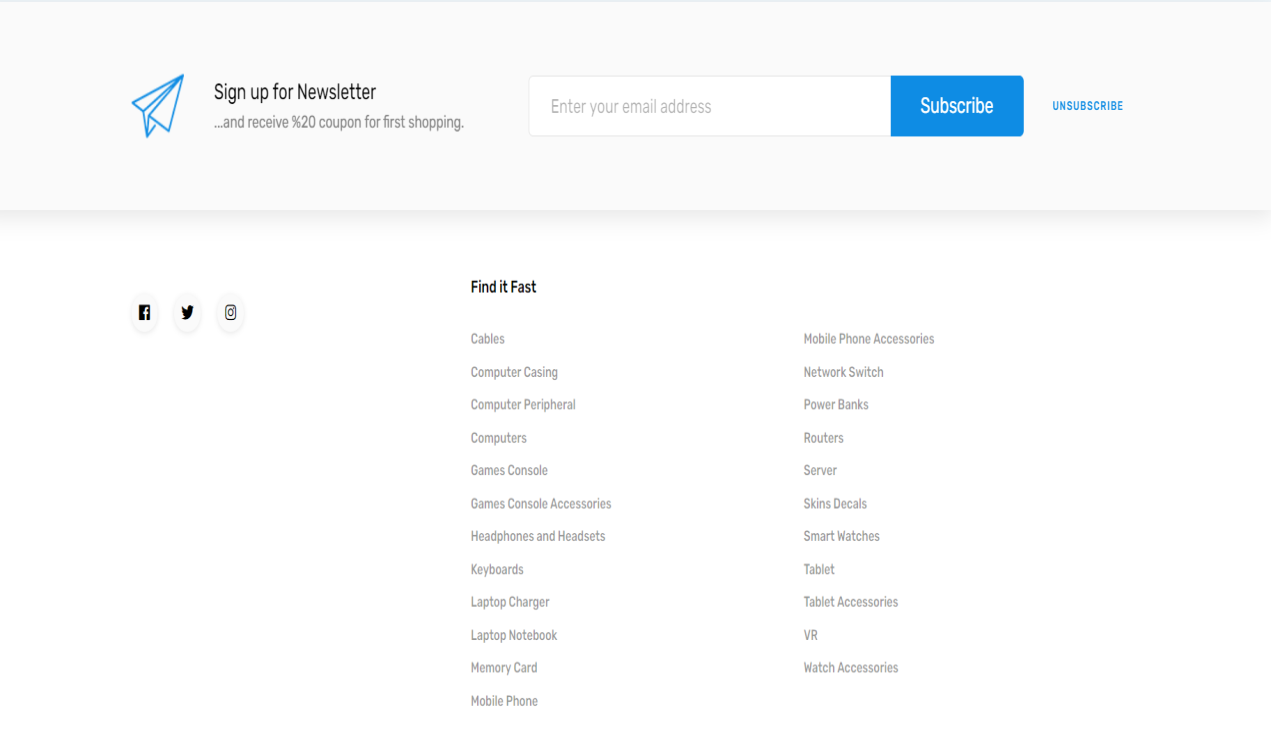 Sign up for Newsletter
...and receive %20 coupon for first shopping.
Enter your email address
Subscribe
UNSUBSCRIBE
Find it Fast
Cables
Computer Casing
Computer Peripheral
Computers
Games Console
Games Console Accessories
Headphones and Headsets
Keyboards
Laptop Charger
Laptop Notebook
Memory Card
Mobile Phone
Mobile Phone Accessories
Network Switch
Power Banks
Routers
Server
Skins Decals
Smart Watches
Tablet
Tablet Accessories
VR
Watch Accessories